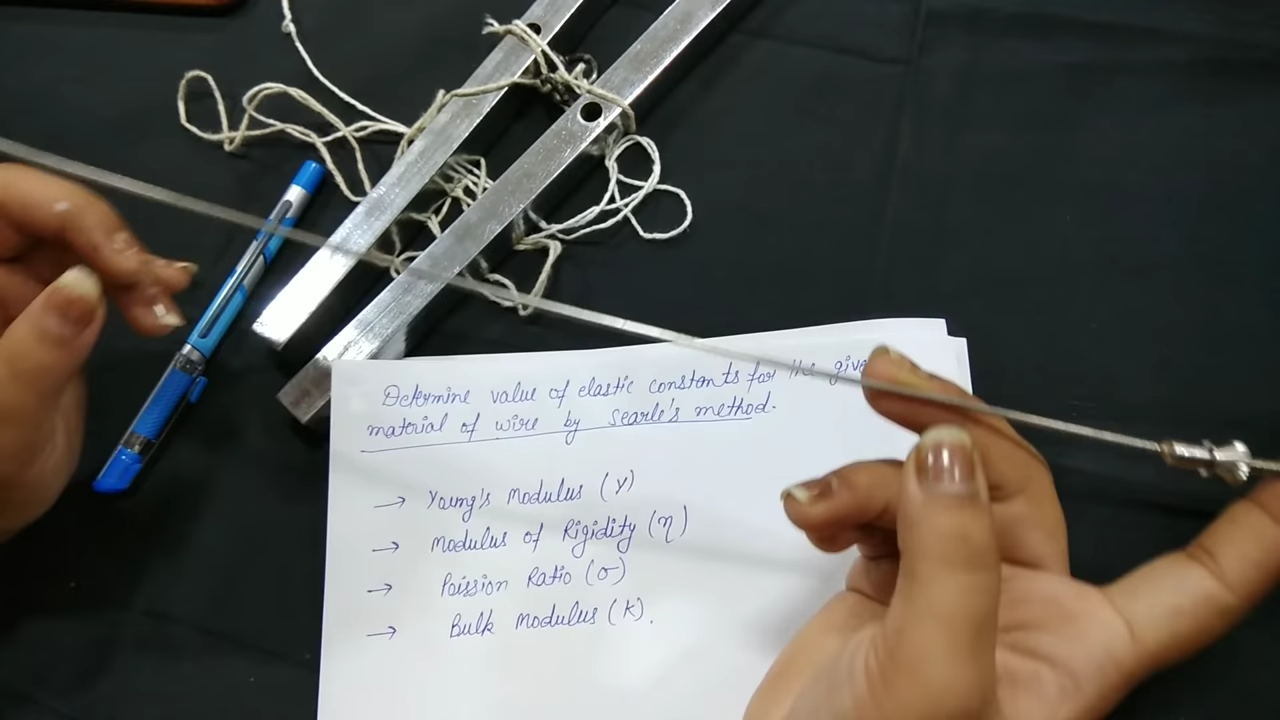 Determine value of elastic constants for the give
material of wire by Searle's method.
→ Young's Modulus (Y)
→ Modulus of Rigidity (η)
→ Poission Ratio (σ)
→ Bulk Modulus (K).